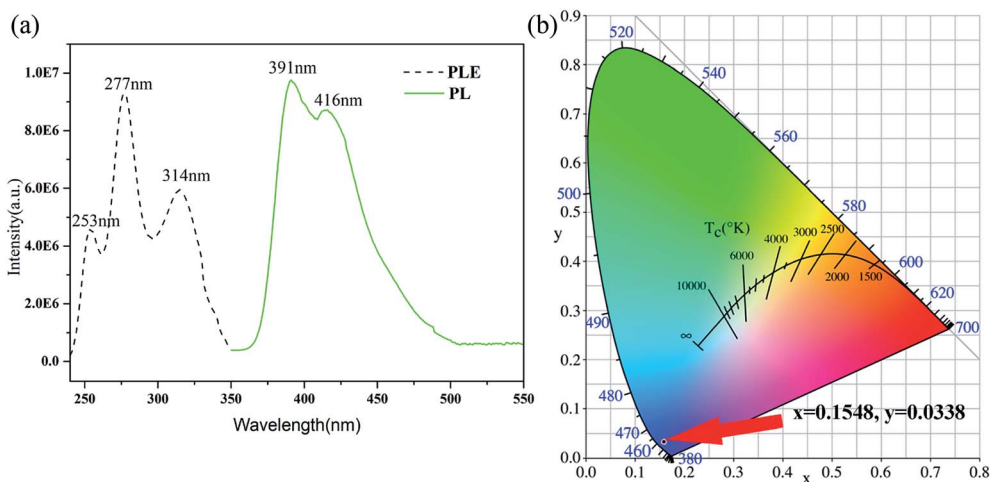 (a)
277nm
391nm
416nm
314nm
253nm
PLE
PL
1.0E7
8.0E6
6.0E6
4.0E6
2.0E6
0.0
Intensity(a.u.)
250 300 350 400 450 500 550
Wavelength(nm)
(b)
0.9
0.8
0.7
0.6
0.5
y
0.4
0.3
0.2
0.1
0.0
0.0 0.1 0.2 0.3 0.4 0.5 0.6 0.7 0.8
x
520
540
560
500
580
600
620
490
700
480
470
460
380
Tc(°K)
4000 3000 2500
6000
2000 1500
10000
∞
x=0.1548, y=0.0338